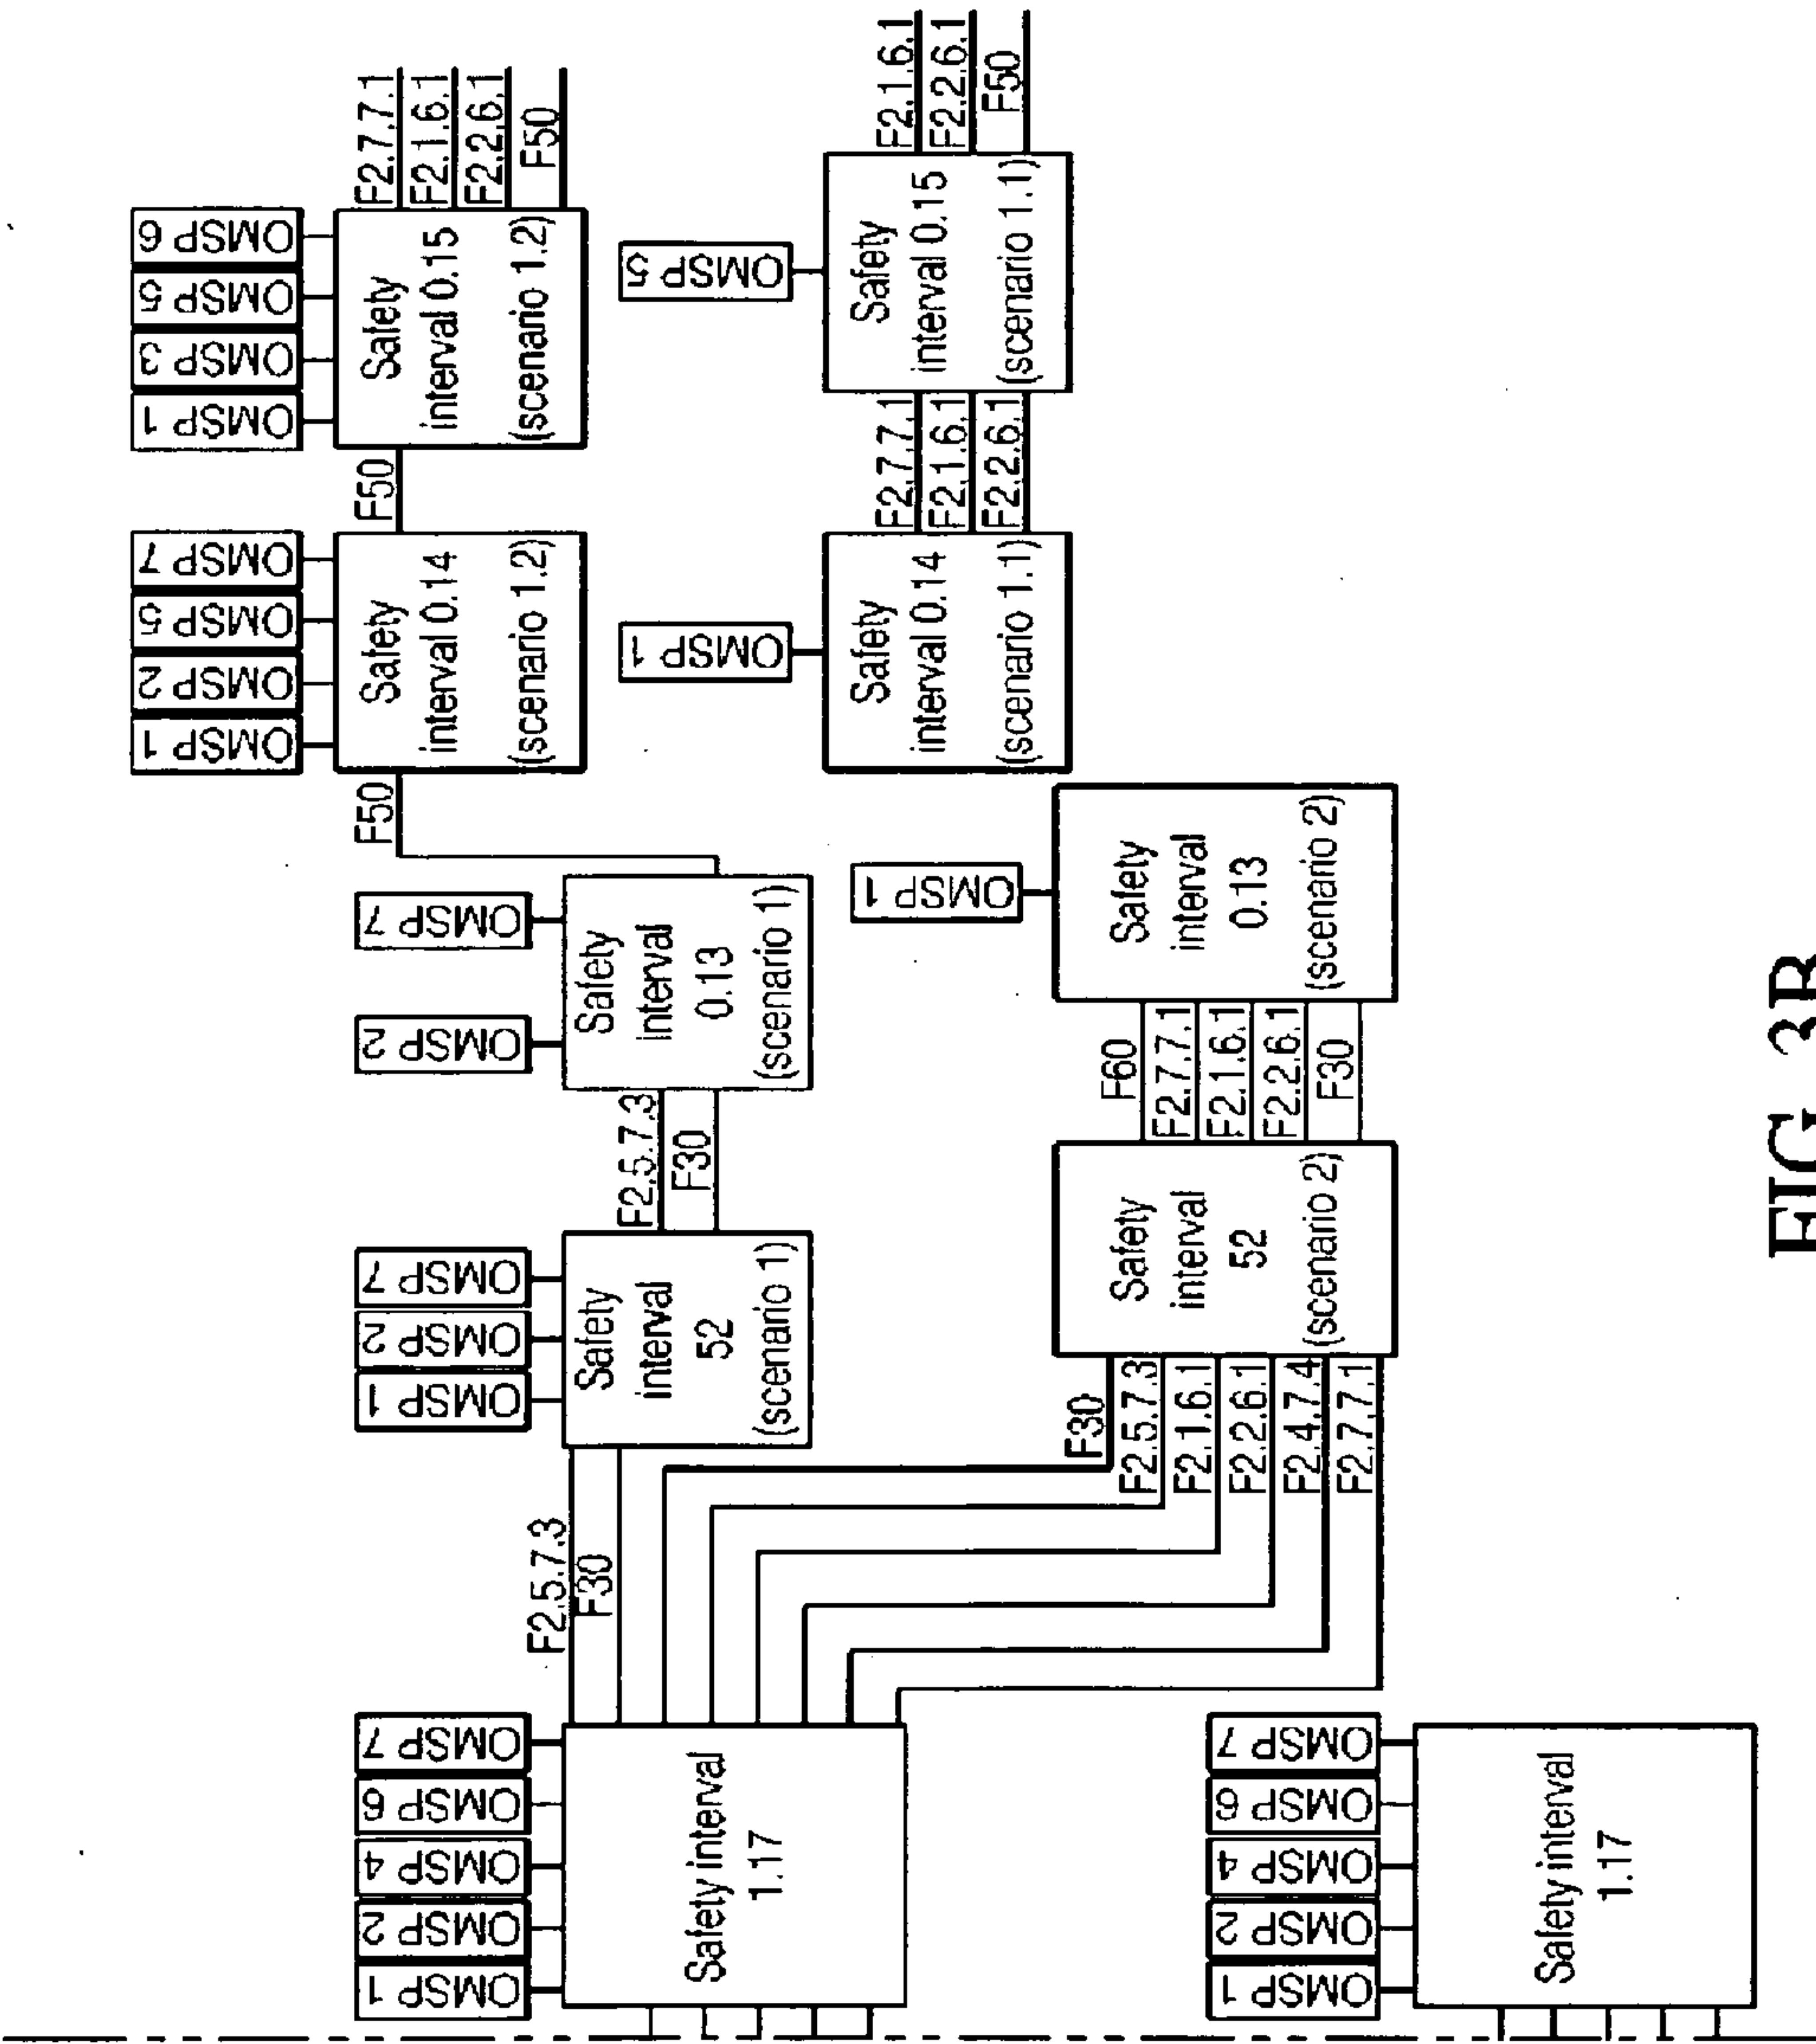 OMSP 1
OMSP 2
OMSP 5
OMSP 7
OMSP 1
OMSP 3
OMSP 5
OMSP 6
F50
Safety
interval 0.14
(scenario 1.2)
F50
Safety
interval 0.15
(scenario 1.2)
F2.7.7.1
F2.1.6.1
F2.2.6.1
F50
OMSP 1
OMSP 2
OMSP 4
OMSP 6
OMSP 7
Safety interval
1.17
F2.5.7.3
F30
OMSP 1
OMSP 2
OMSP 7
Safety
interval
52
(scenario 1)
F2.5.7.3
F30
OMSP 2
OMSP 7
Safety
interval
0.13
(scenario 1)
OMSP 1
Safety
interval 0.14
(scenario 1.1)
F2.7.7.1
F2.1.6.1
F2.2.6.1
OMSP 5
Safety
interval 0.15
(scenario 1.1)
F2.1.6.1
F2.2.6.1
F50
F30
F2.5.7.3
F2.1.6.1
F2.2.6.1
F2.4.7.4
F2.7.7.1
Safety
interval
52
(scenario 2)
F60
F2.7.7.1
F2.1.6.1
F2.2.6.1
F30
OMSP 1
Safety
interval
0.13
(scenario 2)
OMSP 1
OMSP 2
OMSP 4
OMSP 6
OMSP 7
Safety interval
1.17
FIG. 3B